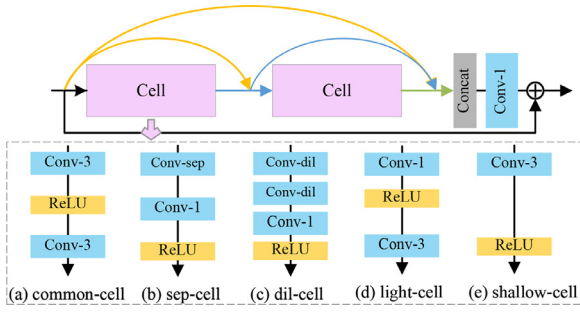 Cell
Cell
Concat
Conv-1
Conv-3
ReLU
Conv-3
Conv-sep
Conv-1
ReLU
Conv-dil
Conv-dil
Conv-1
ReLU
Conv-1
ReLU
Conv-3
Conv-3
ReLU
(a) common-cell (b) sep-cell (c) dil-cell (d) light-cell (e) shallow-cell